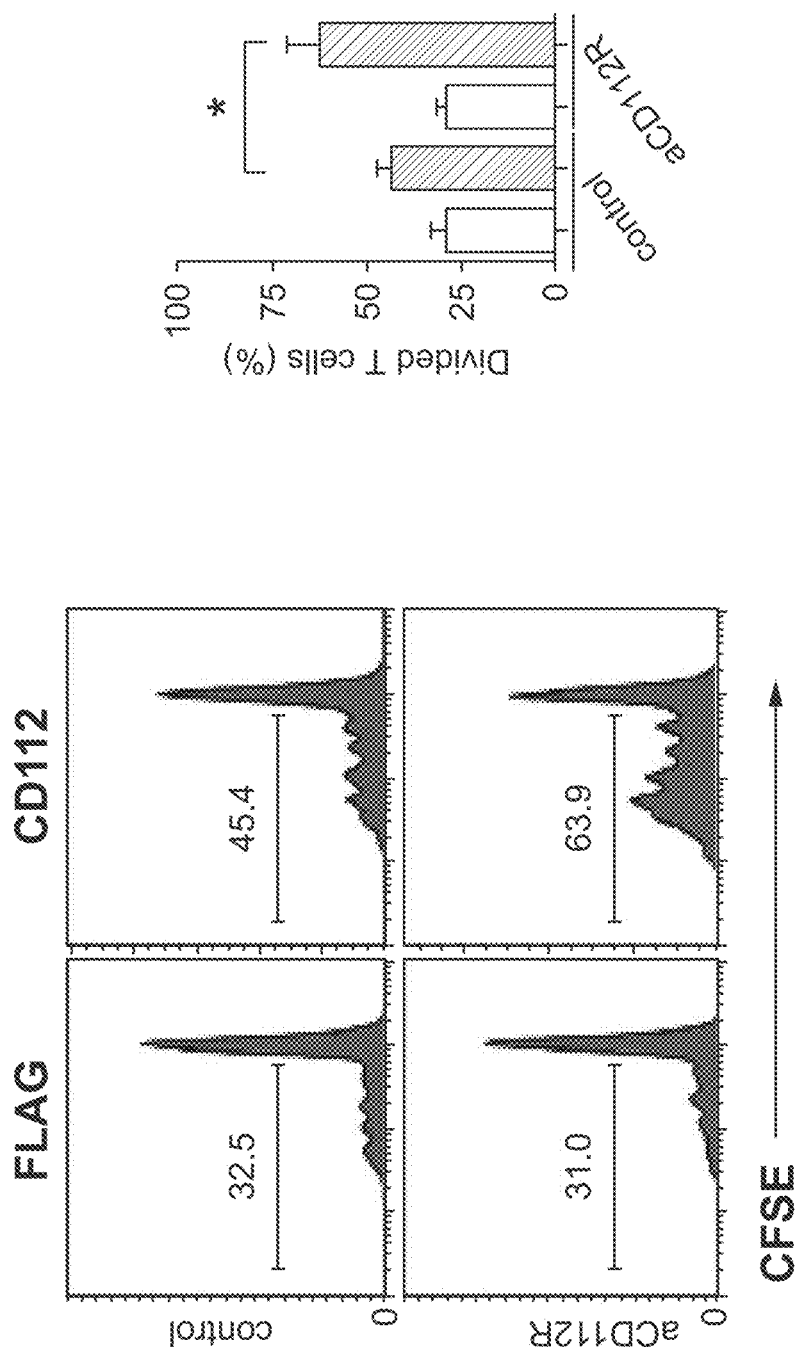 FLAG
CD112
control
32.5
45.4
0
aCD112R
31.0
63.9
0
CFSE
Divided T cells (%)
100
75
50
25
0
*
control
aCD112R